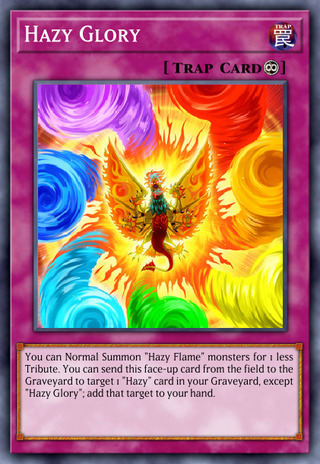 Hazy Glory
TRAP
罠
[Trap Card∞]
You can Normal Summon "Hazy Flame" monsters for 1 less
Tribute. You can send this face-up card from the field to the
Graveyard to target 1 "Hazy" card in your Graveyard, except
"Hazy Glory"; add that target to your hand.